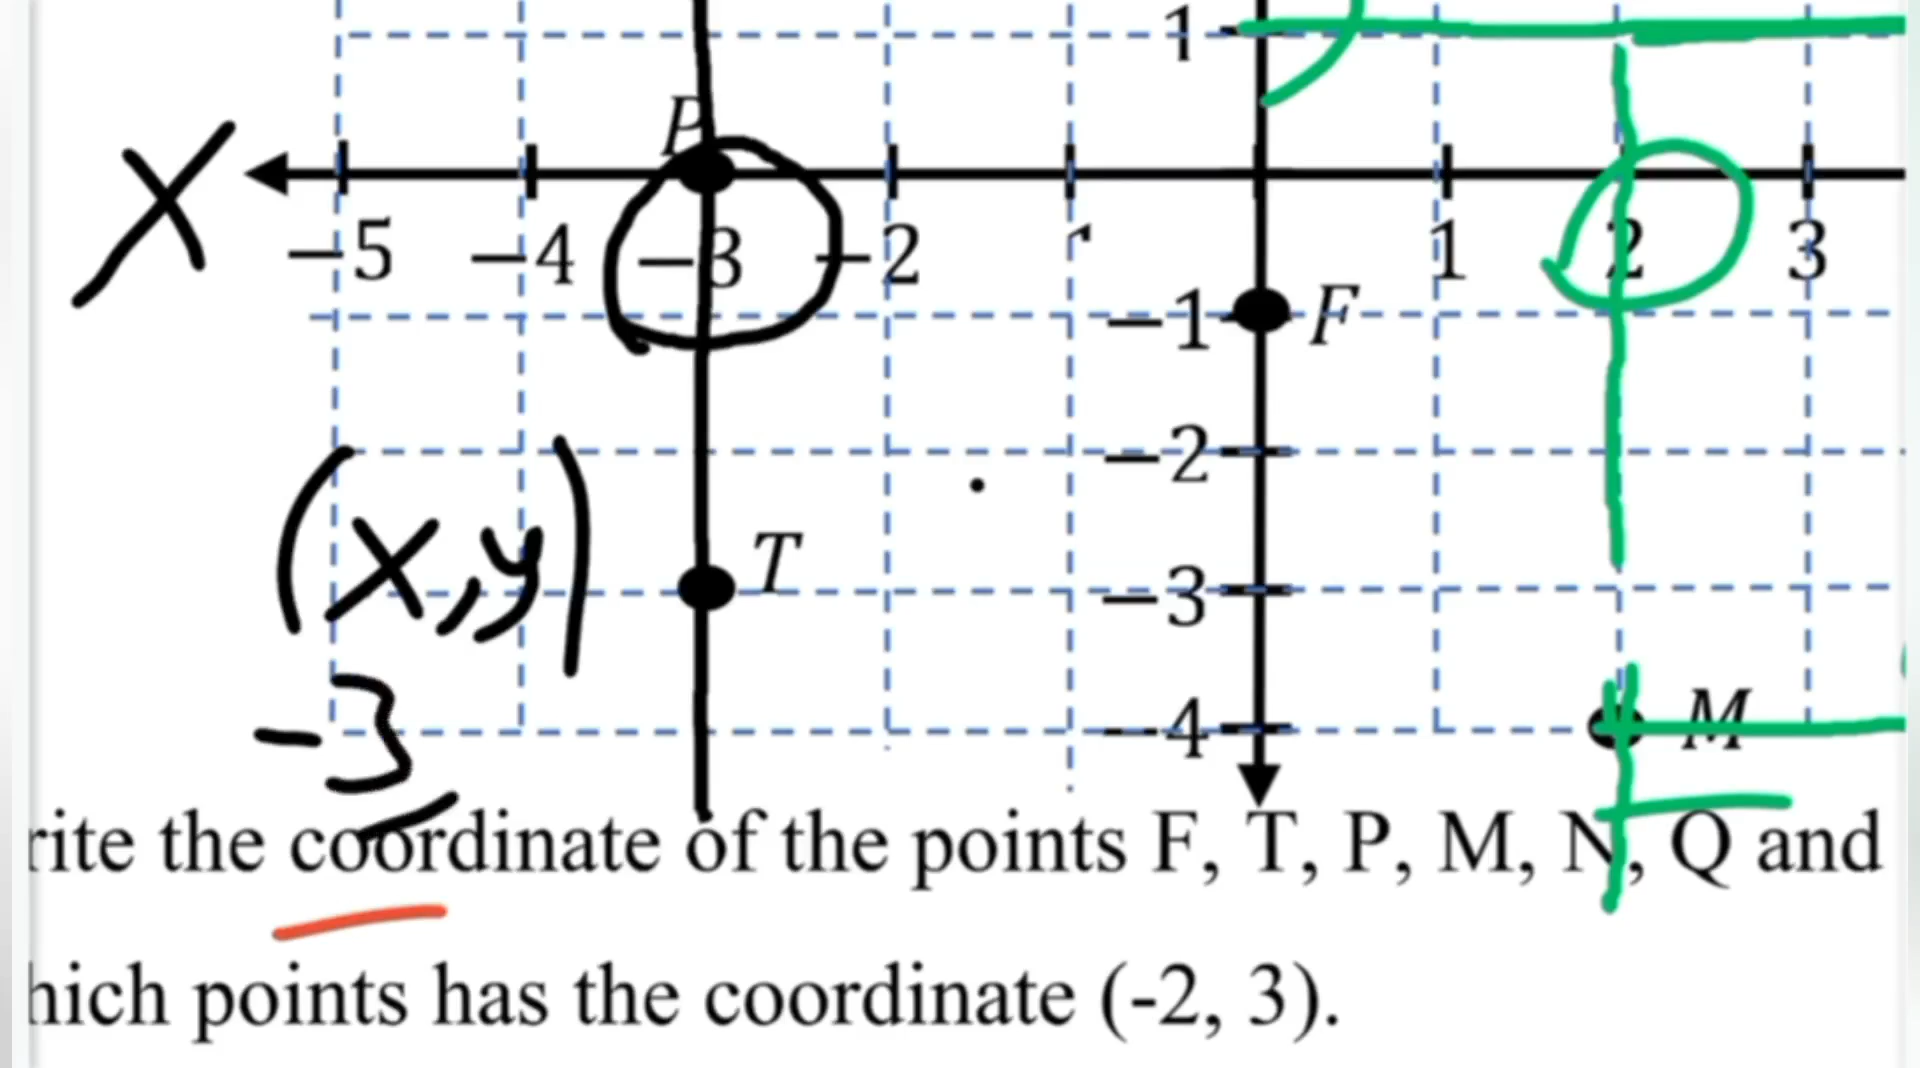 1
P
X
−5 −4 −3 −2 1 2 3
−1 F
−2
(x,y) T
−3
−4 M
-3
rite the coordinate of the points F, T, P, M, N, Q and
hich points has the coordinate (-2, 3).